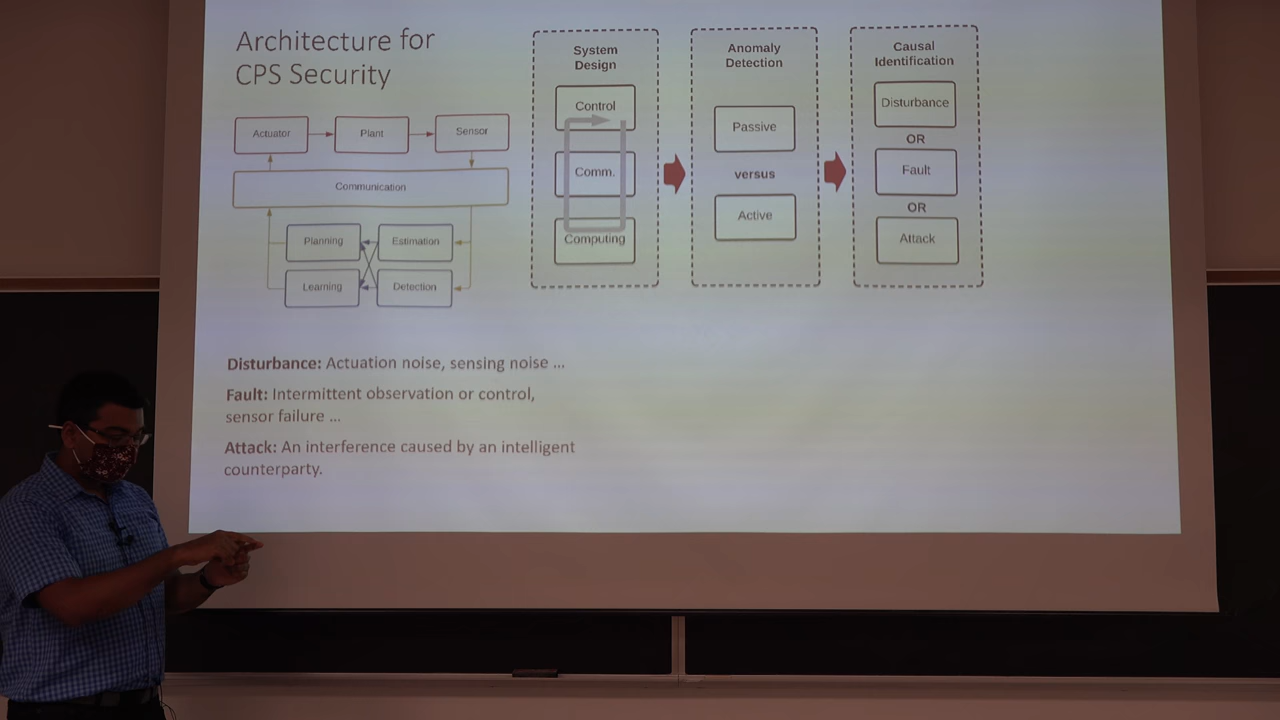 Architecture for
CPS Security
Actuator
Plant
Sensor
Communication
Planning
Estimation
Learning
Detection
System
Design
Control
Comm.
Computing
Anomaly
Detection
Passive
versus
Active
Causal
Identification
Disturbance
OR
Fault
OR
Attack
Disturbance: Actuation noise, sensing noise ...
Fault: Intermittent observation or control,
sensor failure ...
Attack: An interference caused by an intelligent
counterparty.